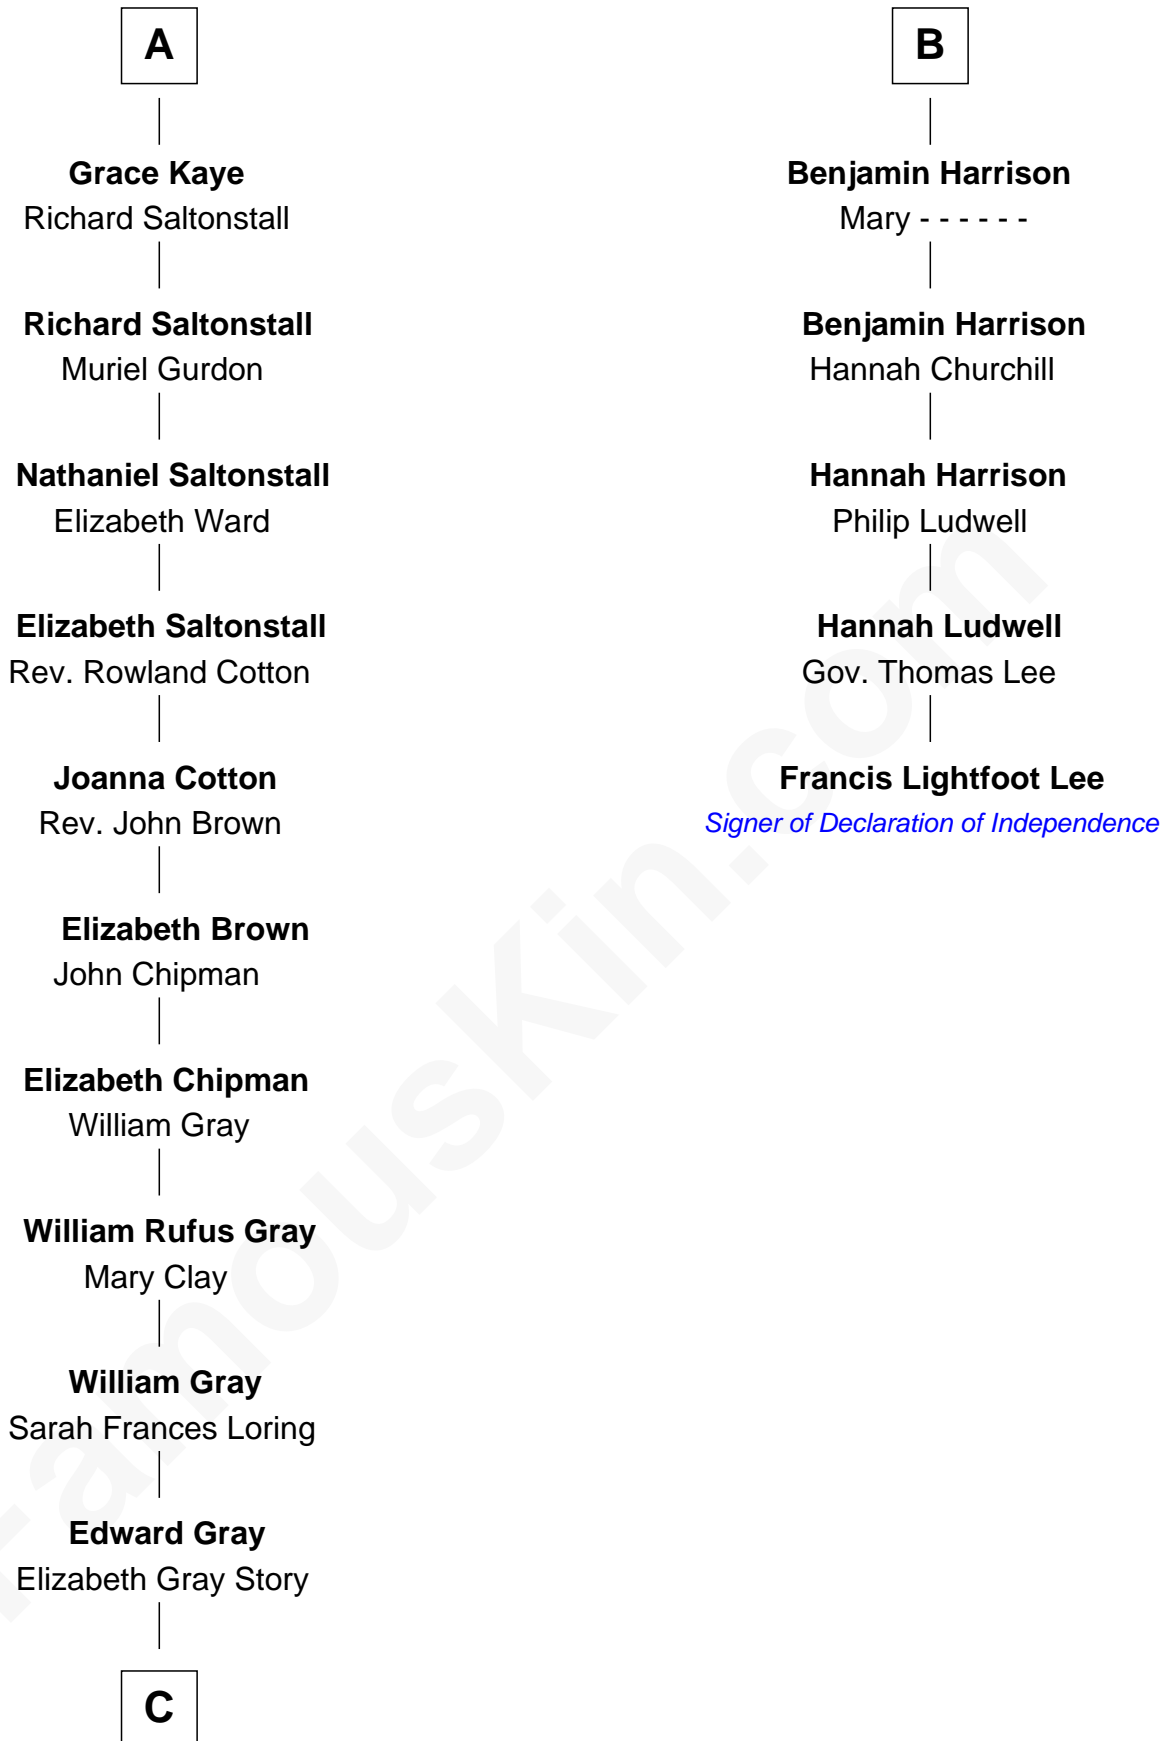 A
Grace Kaye
Richard Saltonstall
Richard Saltonstall
Muriel Gurdon
Nathaniel Saltonstall
Elizabeth Ward
Elizabeth Saltonstall
Rev. Rowland Cotton
Joanna Cotton
Rev. John Brown
Elizabeth Brown
John Chipman
Elizabeth Chipman
William Gray
William Rufus Gray
Mary Clay
William Gray
Sarah Frances Loring
Edward Gray
Elizabeth Gray Story
C
B
Benjamin Harrison
Mary - - - - - -
Benjamin Harrison
Hannah Churchill
Hannah Harrison
Philip Ludwell
Hannah Ludwell
Gov. Thomas Lee
Francis Lightfoot Lee
Signer of Declaration of Independence
FamousKin.com